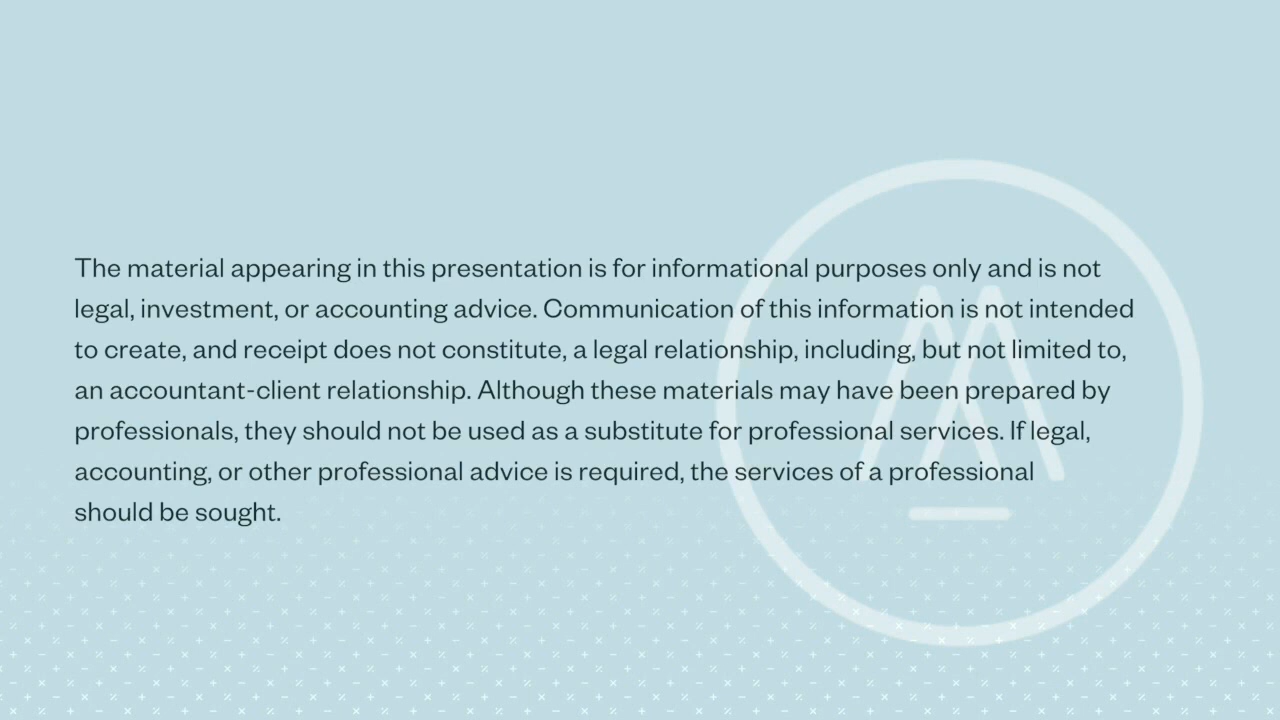 The material appearing in this presentation is for informational purposes only and is not
legal, investment, or accounting advice. Communication of this information is not intended
to create, and receipt does not constitute, a legal relationship, including, but not limited to,
an accountant-client relationship. Although these materials may have been prepared by
professionals, they should not be used as a substitute for professional services. If legal,
accounting, or other professional advice is required, the services of a professional
should be sought.